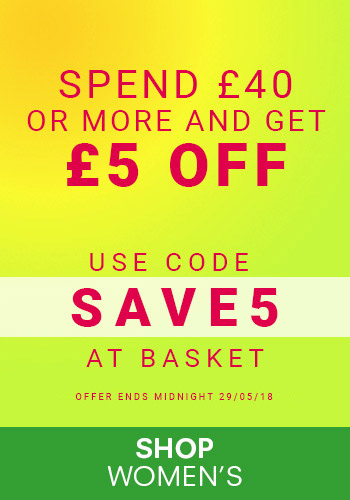 SPEND £40
OR MORE AND GET
£5 OFF
USE CODE
SAVE5
AT BASKET
OFFER ENDS MIDNIGHT 29/05/18
SHOP
WOMEN'S